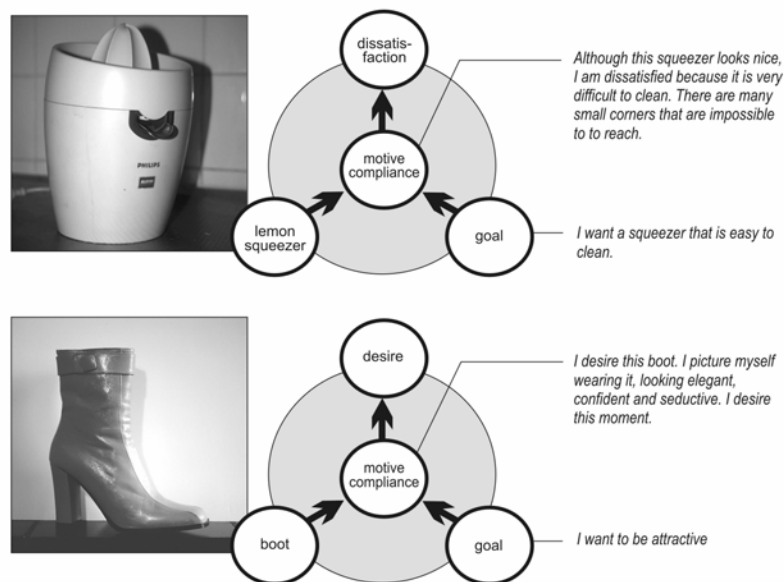 dissatis-
faction
Although this squeezer looks nice,
I am dissatisfied because it is very
difficult to clean. There are many
small corners that are impossible
to to reach.
motive
compliance
PHILIPS
lemon
squeezer
goal
I want a squeezer that is easy to
clean.
desire
I desire this boot. I picture myself
wearing it, looking elegant,
confident and seductive. I desire
this moment.
motive
compliance
boot
goal
I want to be attractive